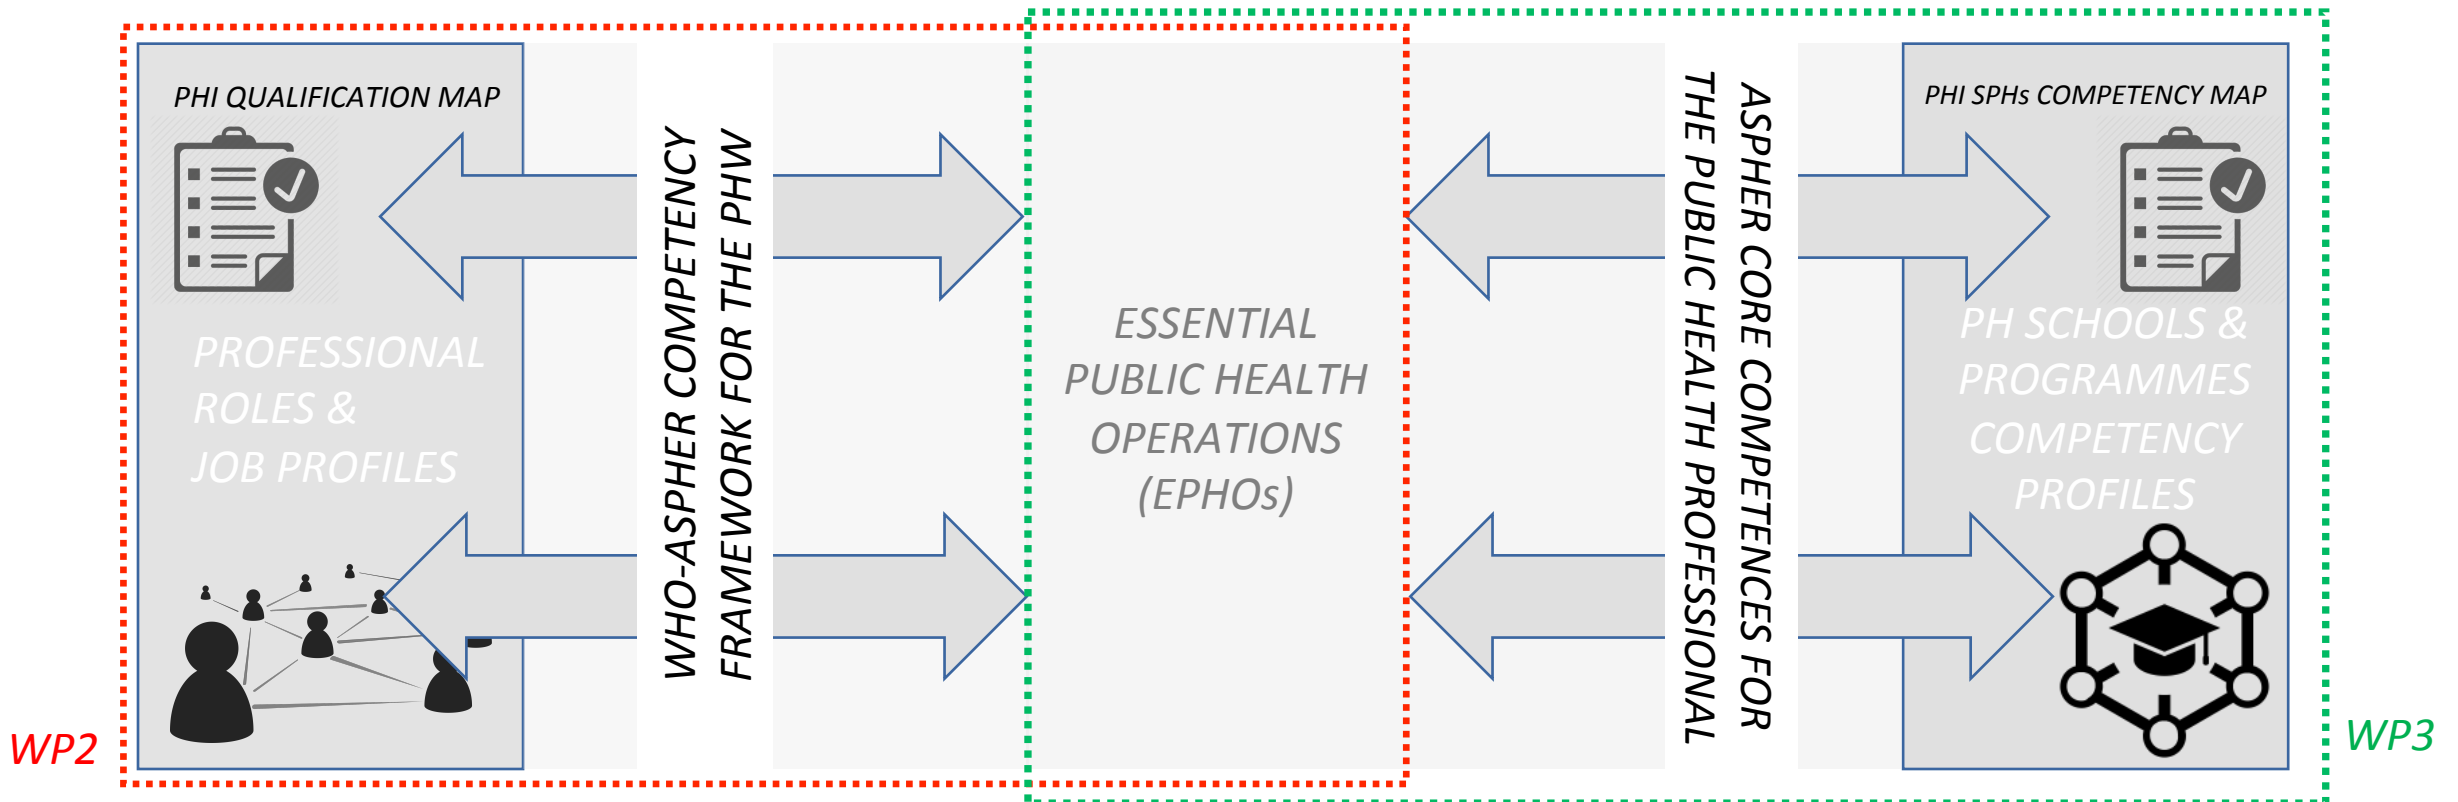 PHI QUALIFICATION MAP
PROFESSIONAL
ROLES &
JOB PROFILES
WP2
WHO-ASPHER COMPETENCY
FRAMEWORK FOR THE PHW
ESSENTIAL
PUBLIC HEALTH
OPERATIONS
(EPHOs)
ASPHER CORE COMPETENCES FOR
THE PUBLIC HEALTH PROFESSIONAL
PHI SPHs COMPETENCY MAP
PH SCHOOLS &
PROGRAMMES
COMPETENCY
PROFILES
WP3